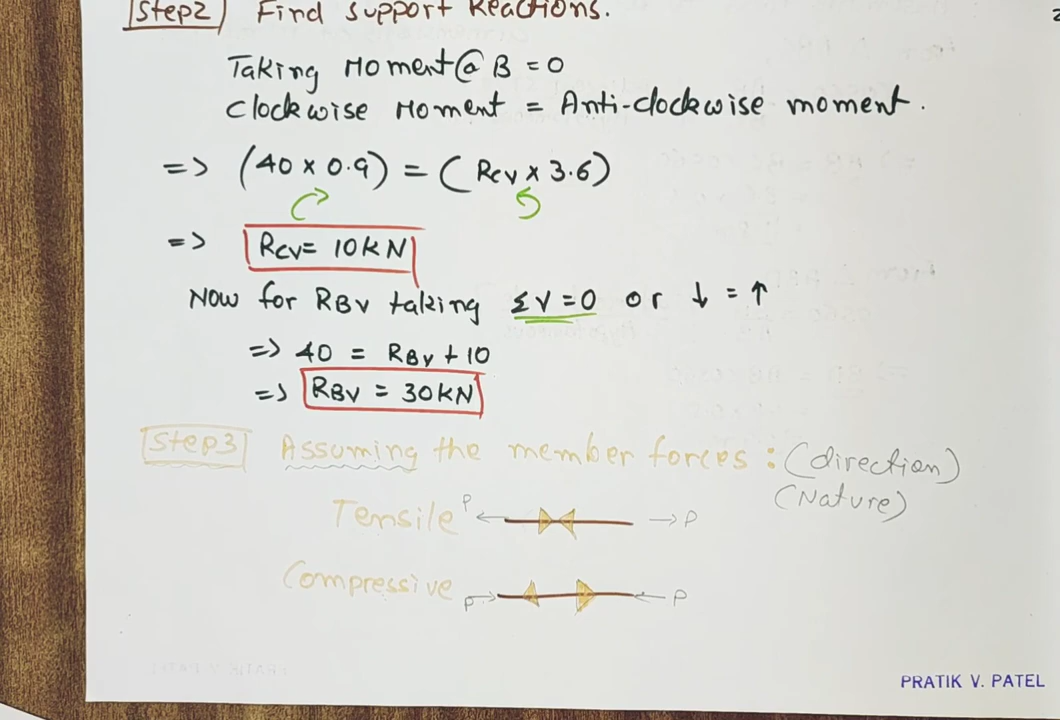 Step2 Find support Reactions.
Taking Moment@ B = 0
Clockwise Moment = Anti-clockwise moment.
=> (40 x 0.9) = (RCV x 3.6)
=> RCV = 10KN
Now for RBV taking ΣV=0 or ↓ = ↑
=> 40 = RBV + 10
=> RBV = 30KN
Step3 Assuming the member forces : (direction)
(Nature)
Tensile P ← → P
Compressive P → ← P
PRATIK V. PATEL